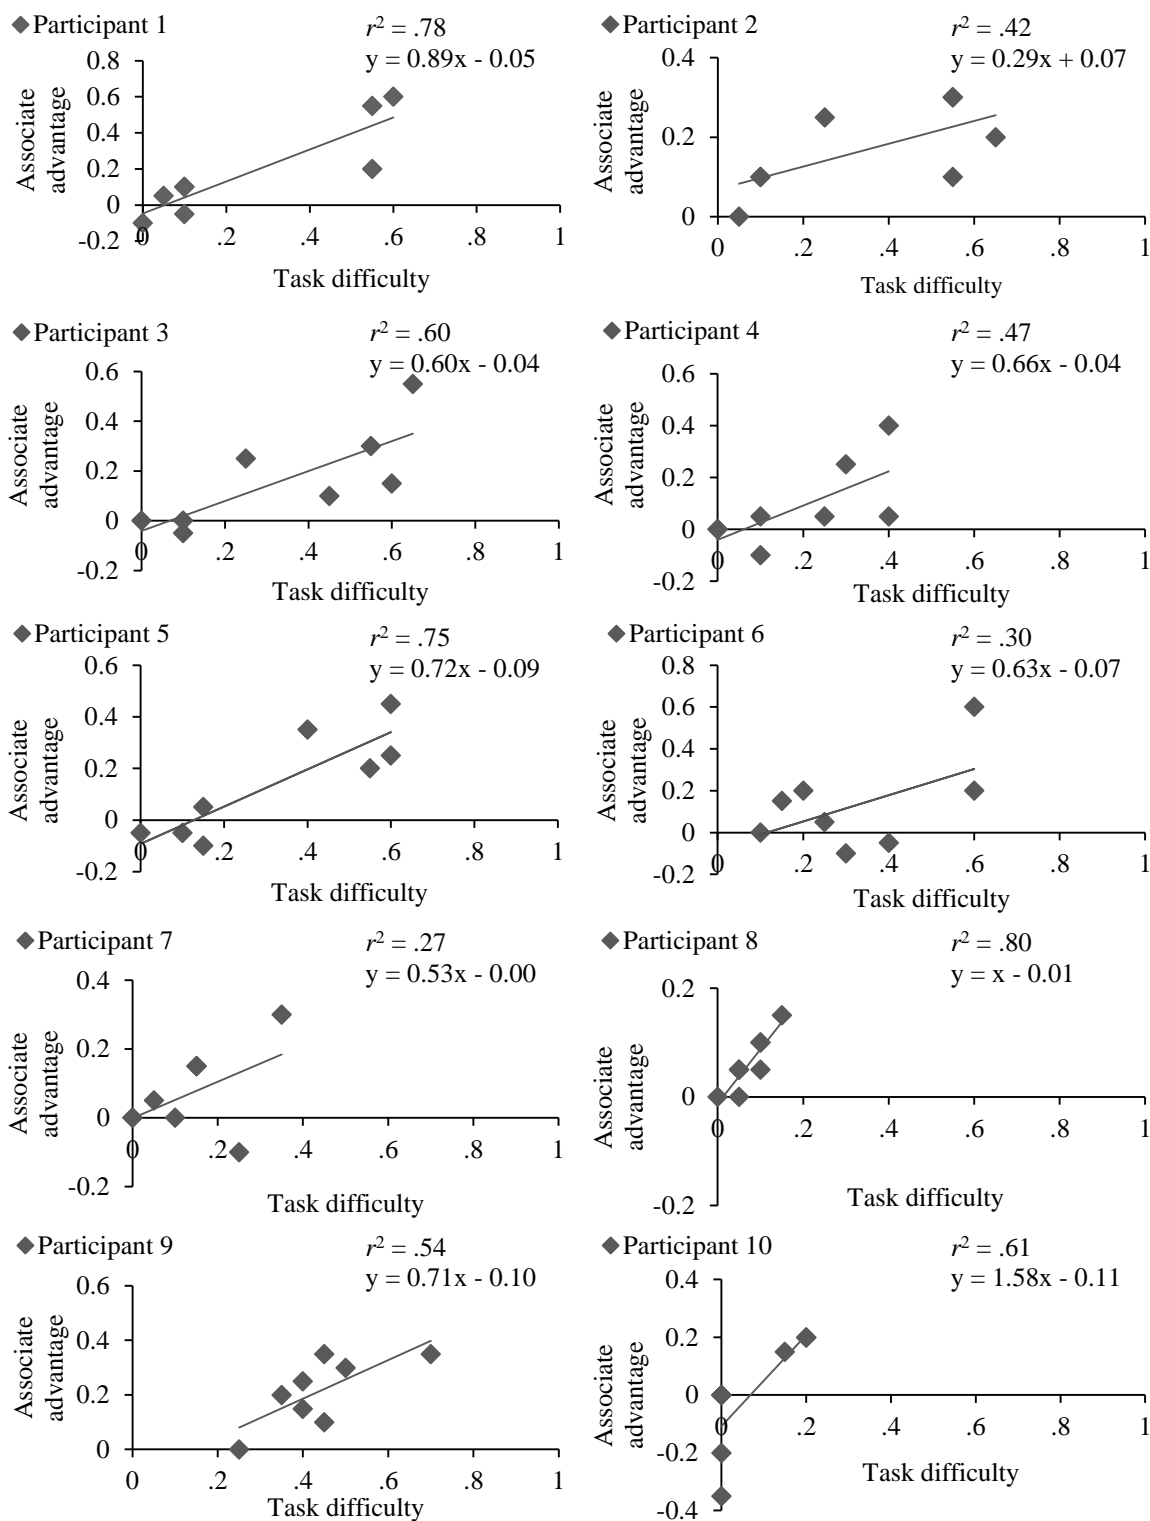 Participant 1
r² = .78
y = 0.89x - 0.05
0.8
0.6
0.4
0.2
0
-0.2
0
.2
.4
.6
.8
1
Associate
advantage
Task difficulty
Participant 2
r² = .42
y = 0.29x + 0.07
0.4
0.2
0
0
.2
.4
.6
.8
1
Associate
advantage
Task difficulty
Participant 3
r² = .60
y = 0.60x - 0.04
0.6
0.4
0.2
0
-0.2
0
.2
.4
.6
.8
1
Associate
advantage
Task difficulty
Participant 4
r² = .47
y = 0.66x - 0.04
0.6
0.4
0.2
0
-0.2
0
.2
.4
.6
.8
1
Associate
advantage
Task difficulty
Participant 5
r² = .75
y = 0.72x - 0.09
0.6
0.4
0.2
0
-0.2
0
.2
.4
.6
.8
1
Associate
advantage
Task difficulty
Participant 6
r² = .30
y = 0.63x - 0.07
0.8
0.6
0.4
0.2
0
-0.2
0
.2
.4
.6
.8
1
Associate
advantage
Task difficulty
Participant 7
r² = .27
y = 0.53x - 0.00
0.4
0.2
0
-0.2
0
.2
.4
.6
.8
1
Associate
advantage
Task difficulty
Participant 8
r² = .80
y = x - 0.01
0.2
0
-0.2
0
.2
.4
.6
.8
1
Associate
advantage
Task difficulty
Participant 9
r² = .54
y = 0.71x - 0.10
0.6
0.4
0.2
0
0
.2
.4
.6
.8
1
Associate
advantage
Task difficulty
Participant 10
r² = .61
y = 1.58x - 0.11
0.4
0.2
0
-0.2
-0.4
0
.2
.4
.6
.8
1
Associate
advantage
Task difficulty